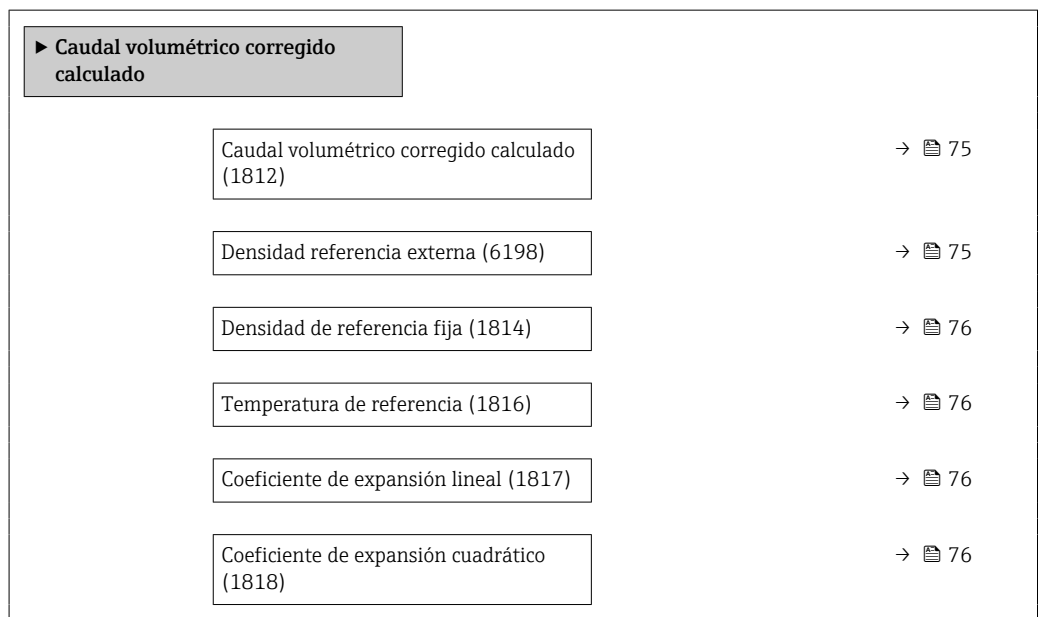 ▶ Caudal volumétrico corregido
calculado
Caudal volumétrico corregido calculado
(1812)
→ 75
Densidad referencia externa (6198)
→ 75
Densidad de referencia fija (1814)
→ 76
Temperatura de referencia (1816)
→ 76
Coeficiente de expansión lineal (1817)
→ 76
Coeficiente de expansión cuadrático
(1818)
→ 76